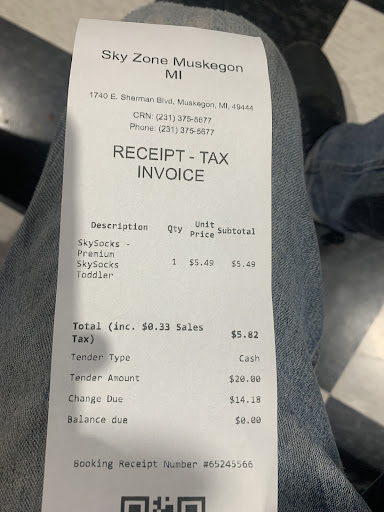 Sky Zone Muskegon
MI
1740 E. Sherman Blvd, Muskegon, MI, 49444
CRN: (231) 375-5677
Phone: (231) 375-5677
RECEIPT - TAX
INVOICE
Description Qty Unit Price Subtotal
SkySocks -
Premium
SkySocks 1 $5.49 $5.49
Toddler
Total (inc. $0.33 Sales
Tax) $5.82
Tender Type Cash
Tender Amount $20.00
Change Due $14.18
Balance due $0.00
Booking Receipt Number #65245566